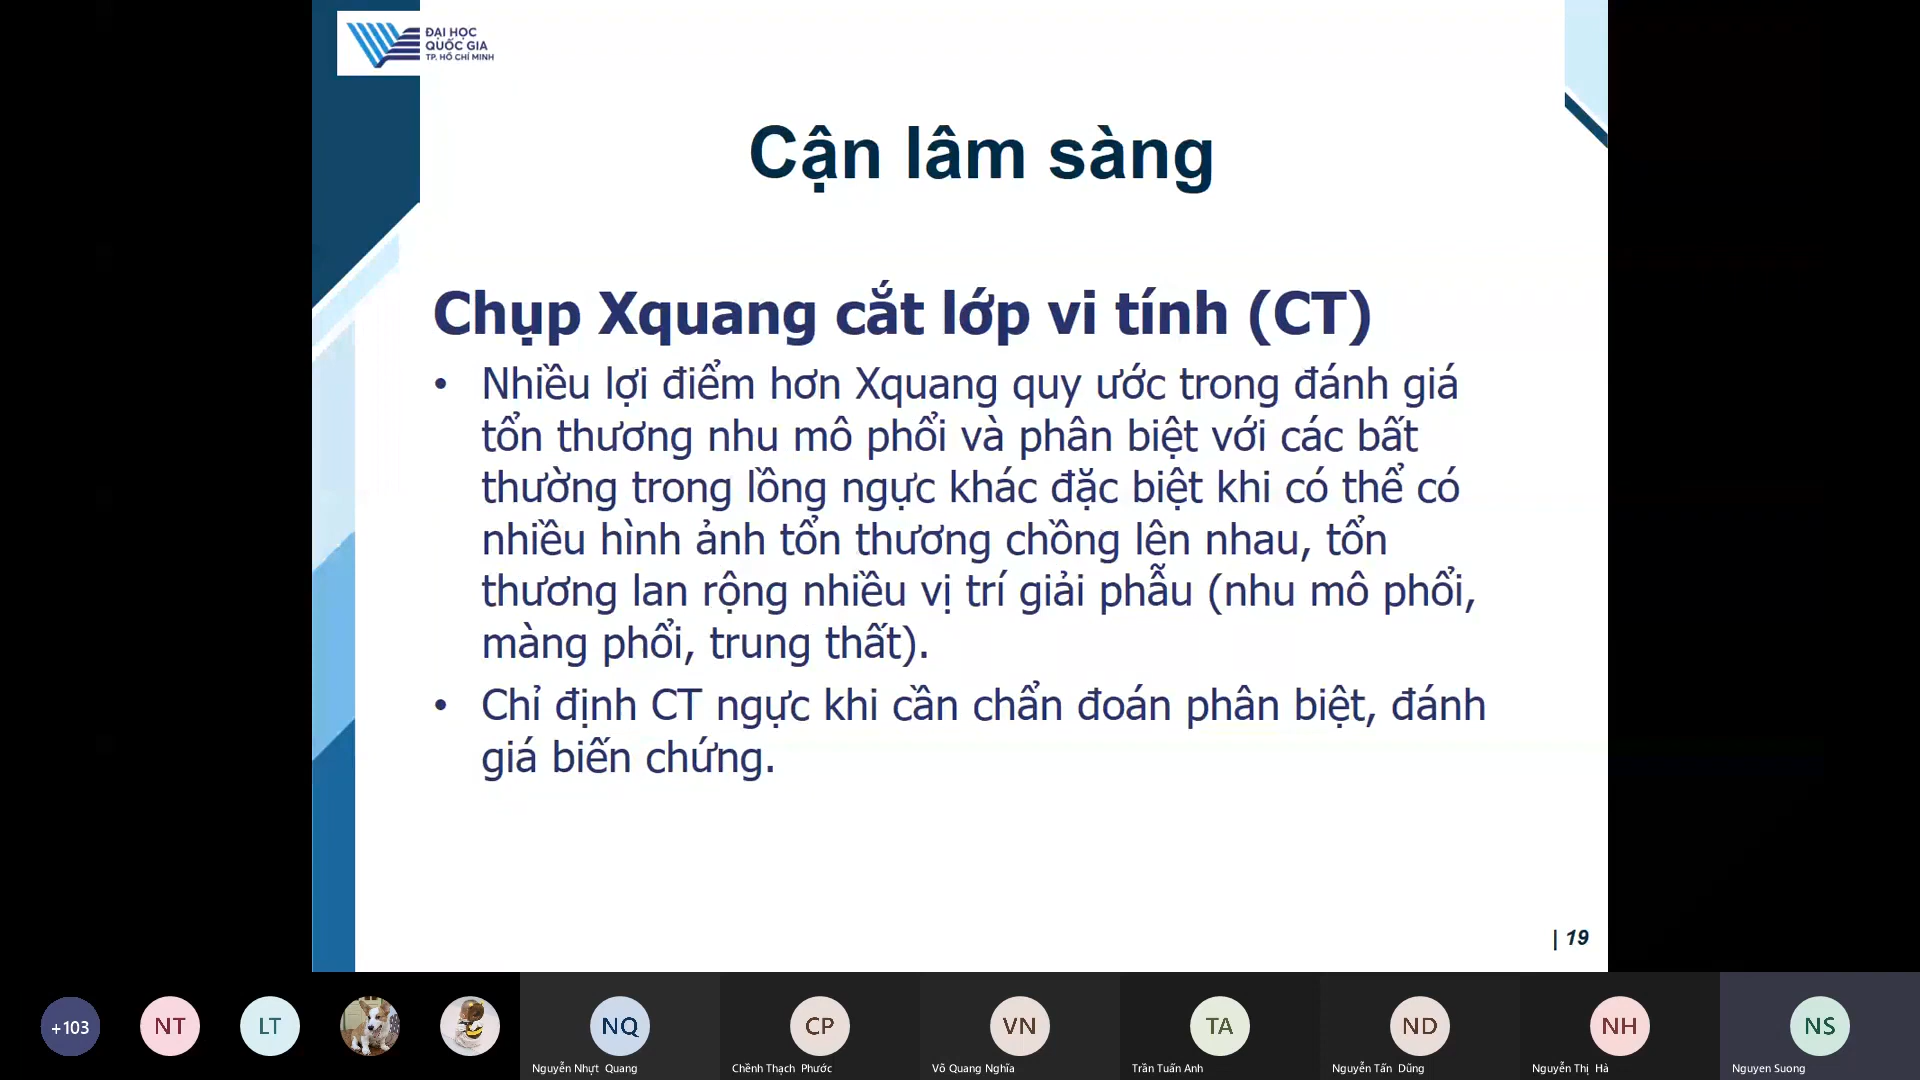 ĐẠI HỌC
QUỐC GIA
TP. HỒ CHÍ MINH
Cận lâm sàng
Chụp Xquang cắt lớp vi tính (CT)
• Nhiều lợi điểm hơn Xquang quy ước trong đánh giá
tổn thương nhu mô phổi và phân biệt với các bất
thường trong lồng ngực khác đặc biệt khi có thể có
nhiều hình ảnh tổn thương chồng lên nhau, tổn
thương lan rộng nhiều vị trí giải phẫu (nhu mô phổi,
màng phổi, trung thất).
• Chỉ định CT ngực khi cần chẩn đoán phân biệt, đánh
giá biến chứng.
| 19
+103 NT LT NQ CP VN TA ND NH NS
Nguyễn Nhựt Quang Chềnh Thạch Phước Võ Quang Nghĩa Trần Tuấn Anh Nguyễn Tấn Dũng Nguyễn Thị Hà Nguyen Suong